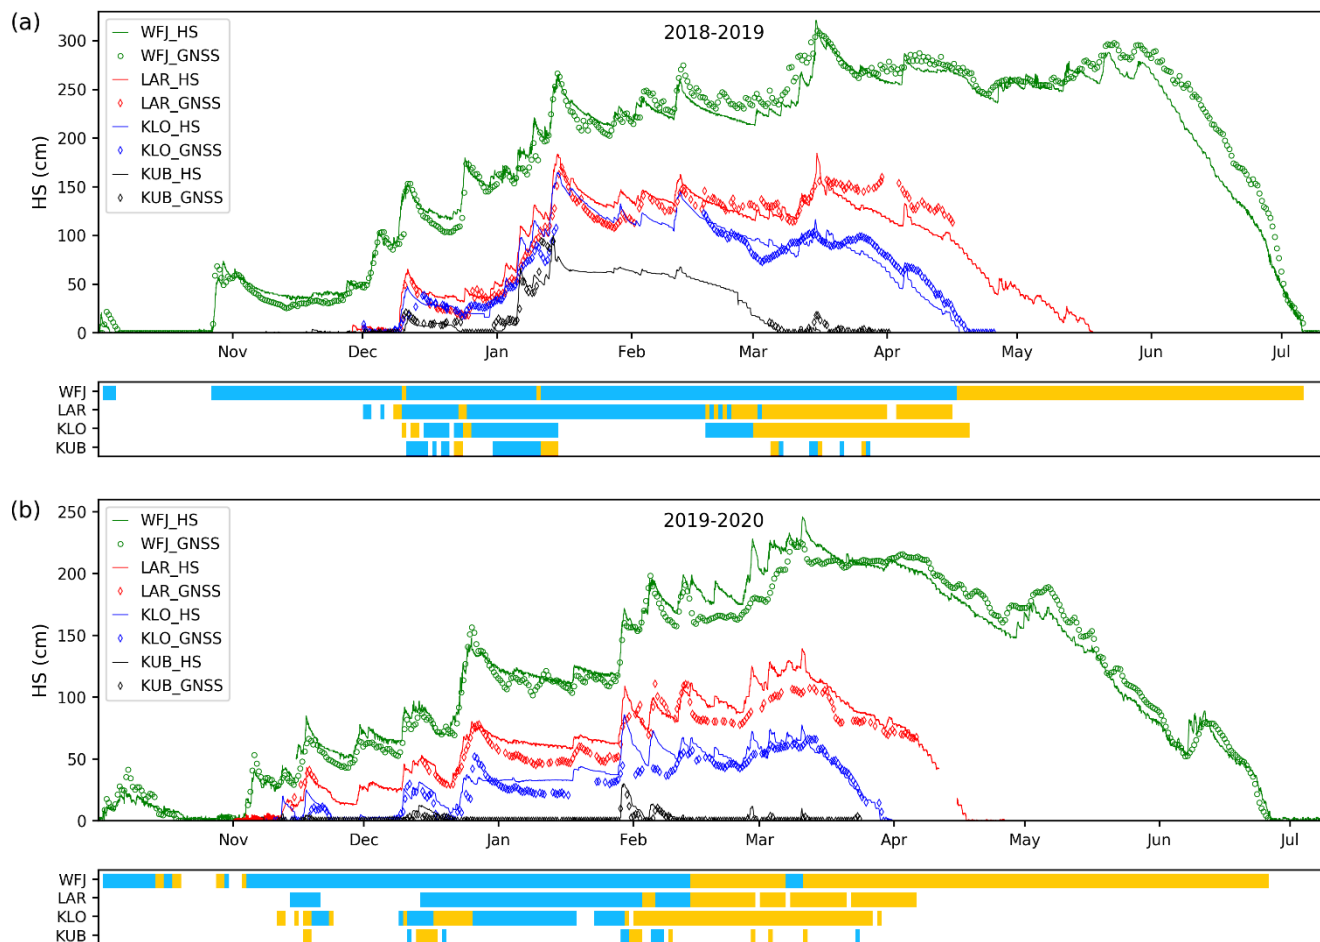 (a)
2018-2019
WFJ_HS
WFJ_GNSS
LAR_HS
LAR_GNSS
KLO_HS
KLO_GNSS
KUB_HS
KUB_GNSS
HS (cm)
300
250
200
150
100
50
0
Nov Dec Jan Feb Mar Apr May Jun Jul
WFJ
LAR
KLO
KUB
(b)
2019-2020
WFJ_HS
WFJ_GNSS
LAR_HS
LAR_GNSS
KLO_HS
KLO_GNSS
KUB_HS
KUB_GNSS
HS (cm)
250
200
150
100
50
0
Nov Dec Jan Feb Mar Apr May Jun Jul
WFJ
LAR
KLO
KUB